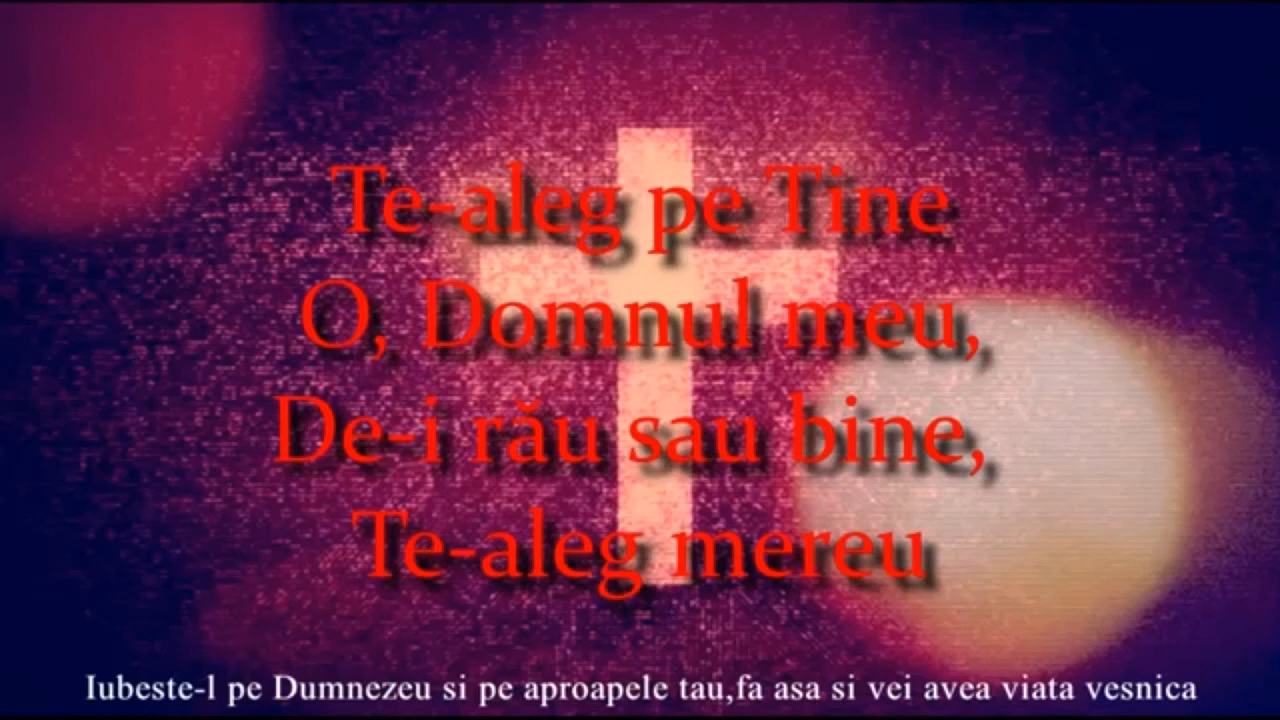 Te-aleg pe Tine
O, Domnul meu,
De-i rău sau bine,
Te-aleg mereu
Iubeste-l pe Dumnezeu si pe aproapele tau,fa asa si vei avea viata vesnica